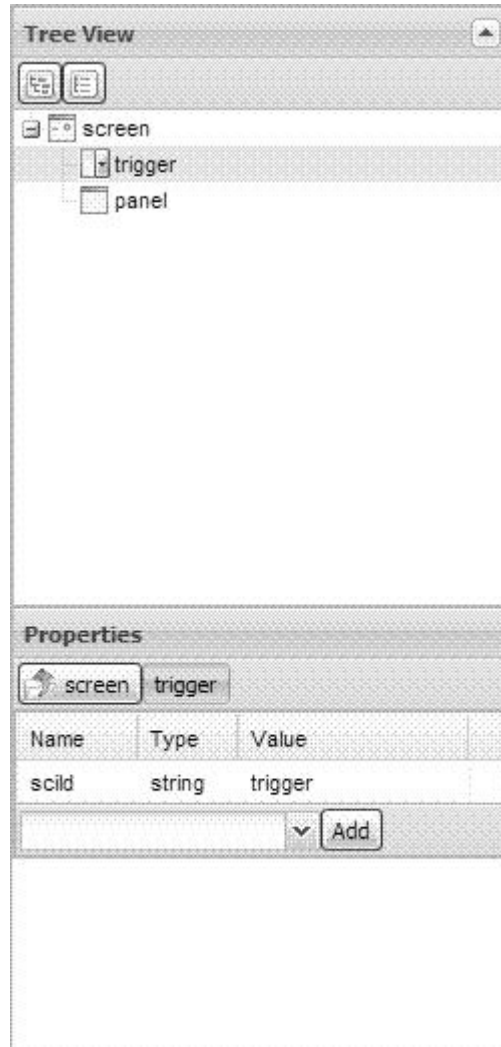 Tree View
screen
trigger
panel
Properties
screen trigger
Name Type Value
scild string trigger
Add